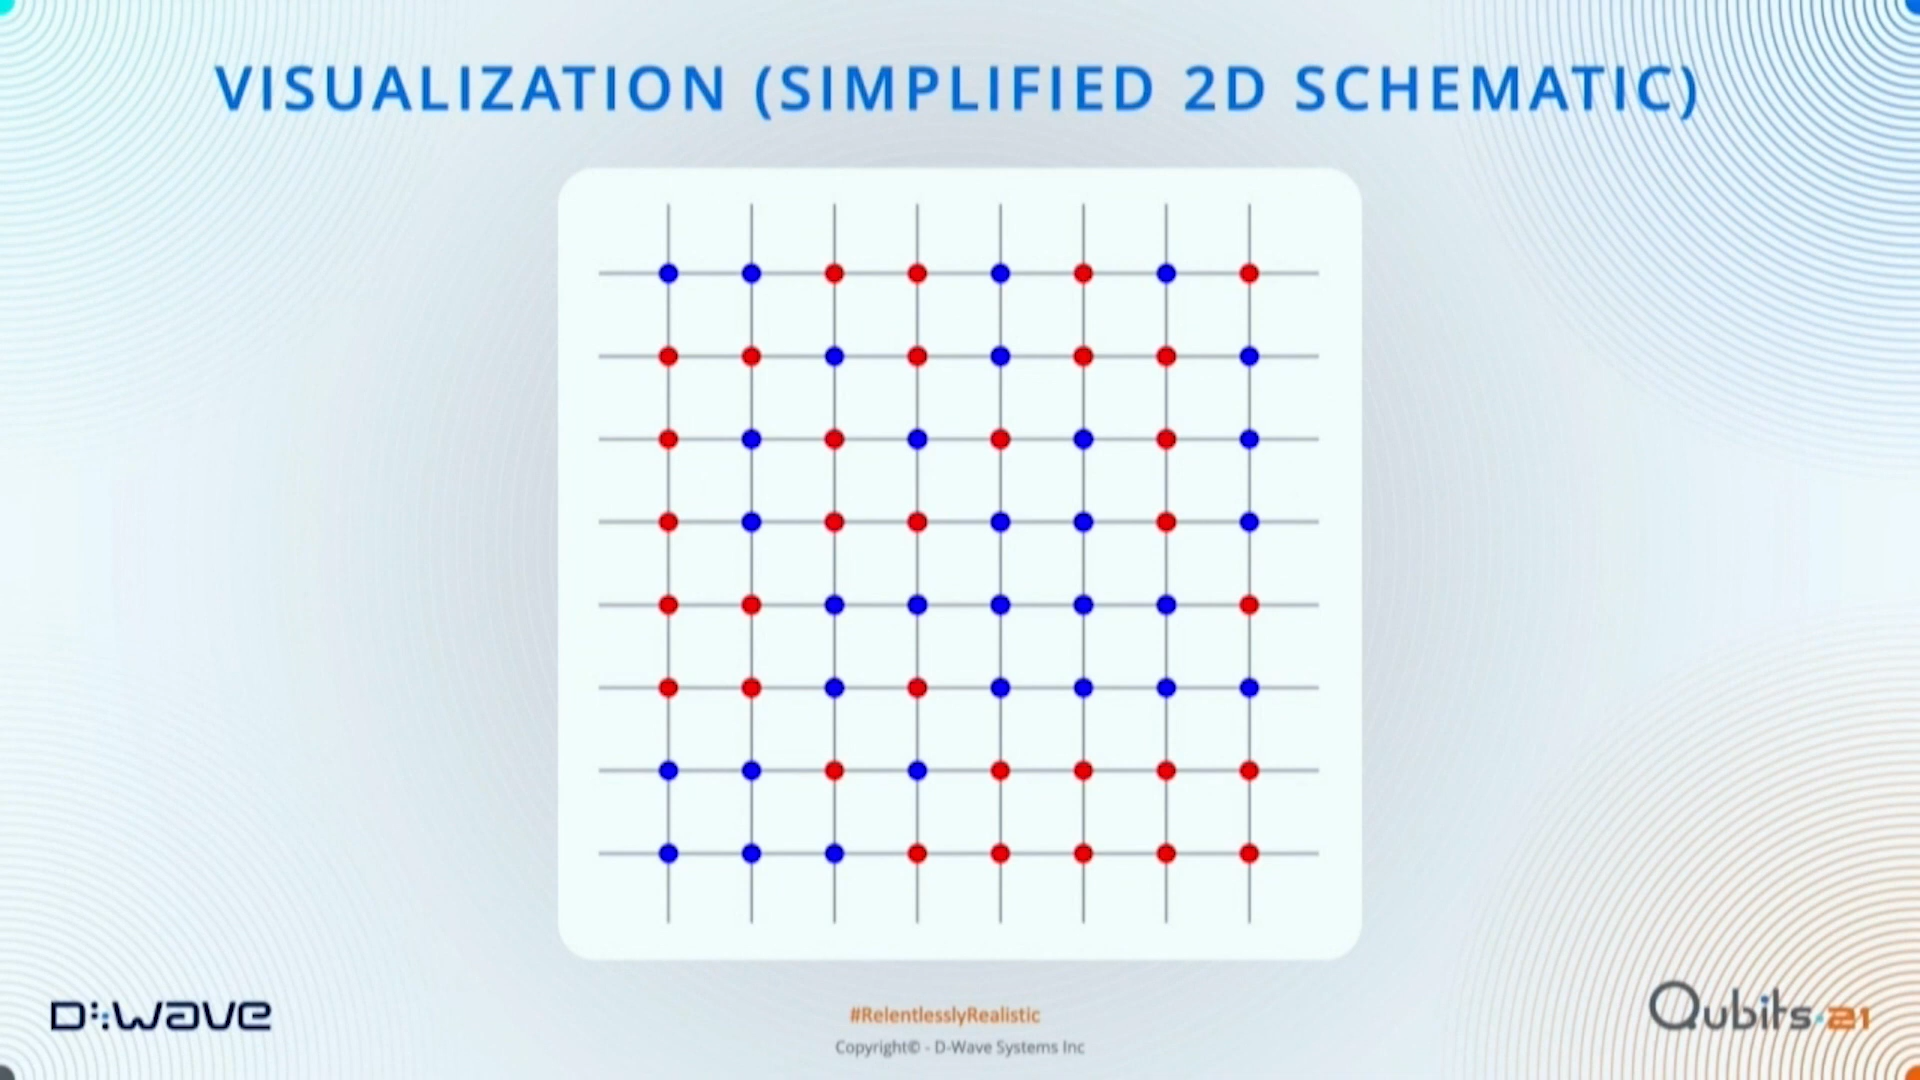 VISUALIZATION (SIMPLIFIED 2D SCHEMATIC)
D:wave
#RelentlesslyRealistic
Qubits.21
Copyright© - D-Wave Systems Inc